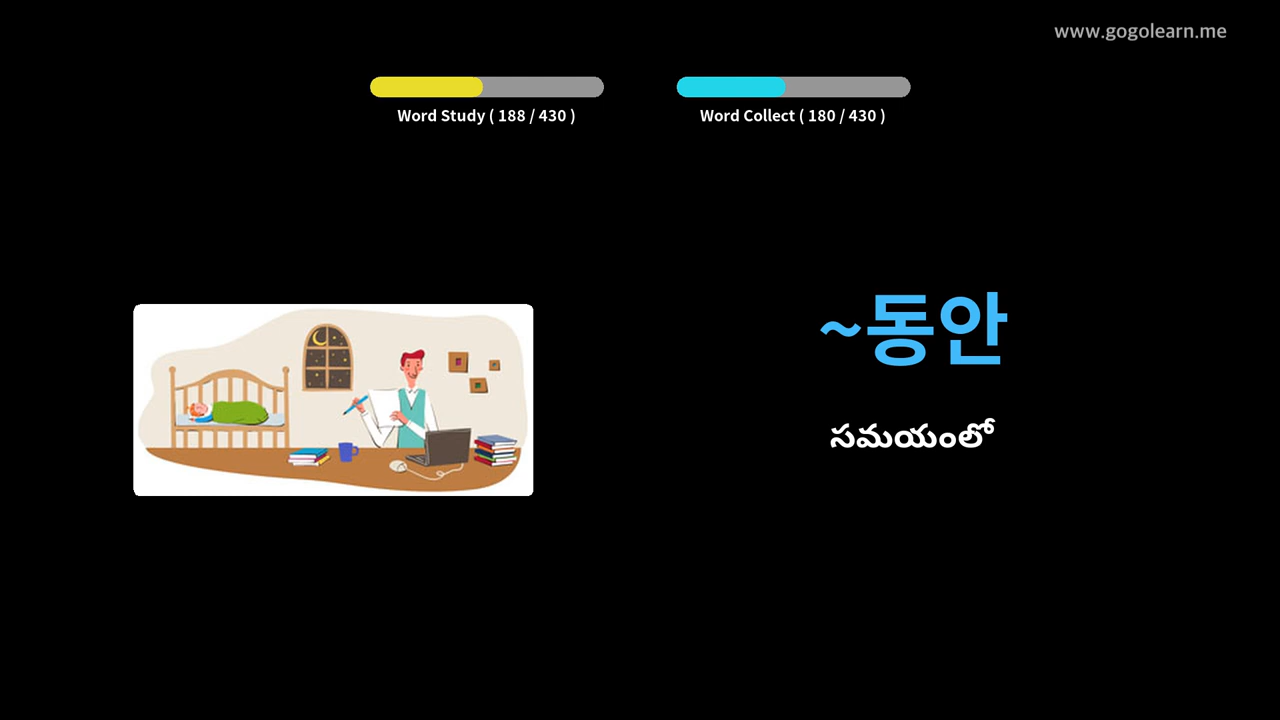 www.gogolearn.me
Word Study ( 188 / 430 )
Word Collect ( 180 / 430 )
~동안
సమయంలో